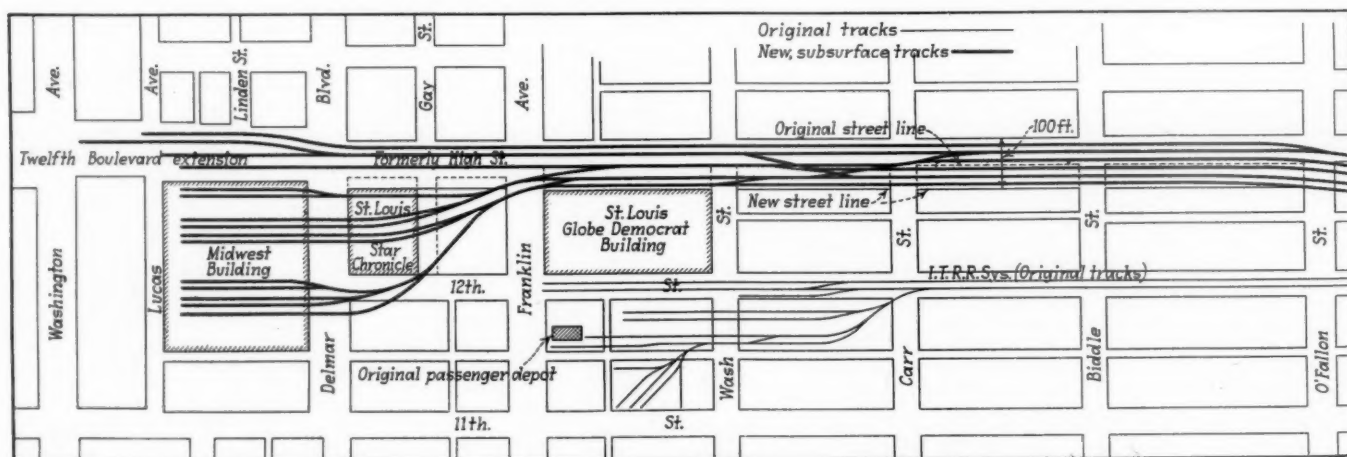 Original tracks
New, subsurface tracks
Ave.
Ave.
Linden St.
Blvd.
St.
Gay
Ave.
Original street line
100 ft.
Twelfth Boulevard extension
Formerly High St.
New street line
St. Louis
Star
Chronicle
St. Louis
Globe Democrat
Building
Midwest
Building
St.
St.
St.
St.
I.T.R.R.Sys. (Original tracks)
12th.
St.
Washington
Lucas
Delmar
Franklin
Wash
Carr
Biddle
O'Fallon
Original passenger depot
11th.
St.